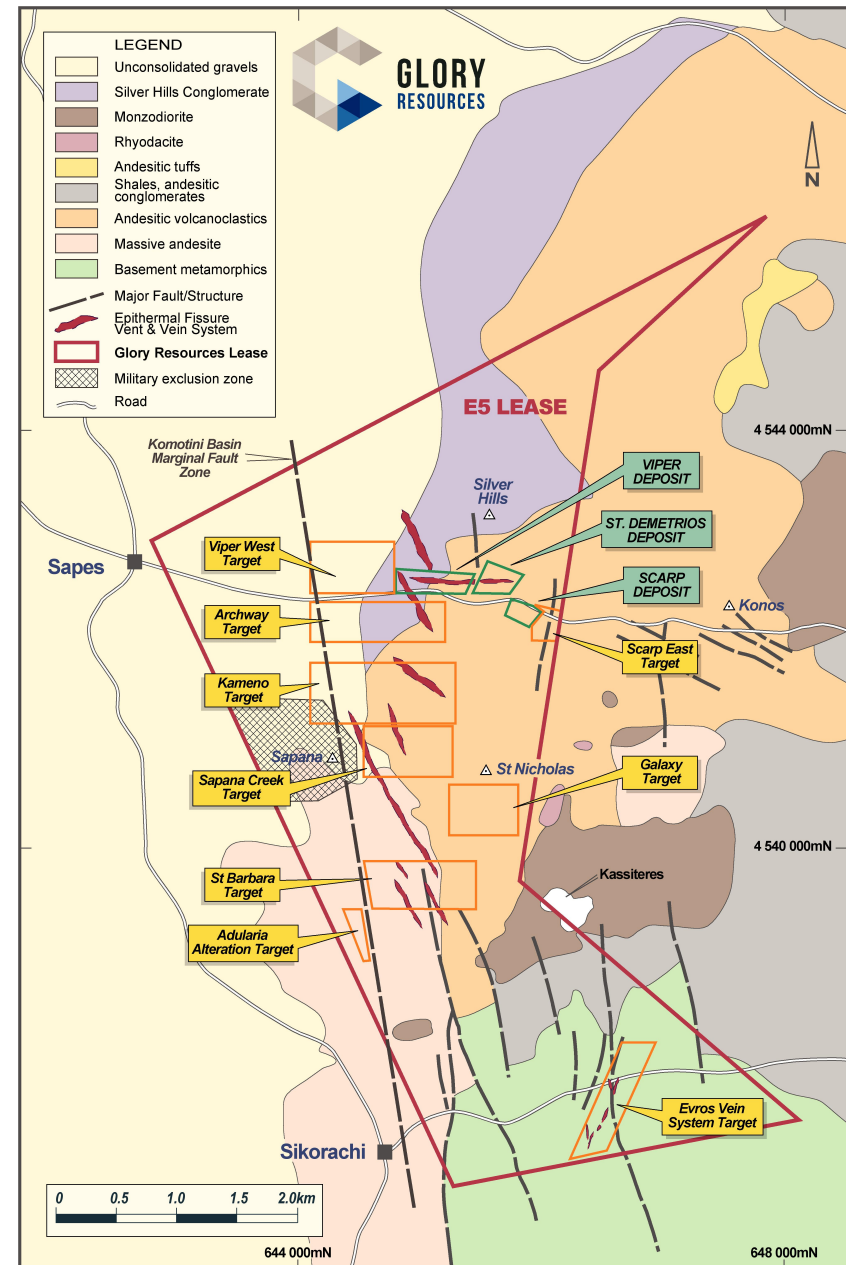 LEGEND
Unconsolidated gravels
Silver Hills Conglomerate
Monzodiorite
Rhyodacite
Andesitic tuffs
Shales, andesitic
conglomerates
Andesitic volcanoclastics
Massive andesite
Basement metamorphics
Major Fault/Structure
Epithermal Fissure
Vent & Vein System
Glory Resources Lease
Military exclusion zone
Road
GLORY
RESOURCES
N
E5 LEASE
4 544 000mN
Komotini Basin
Marginal Fault
Zone
VIPER
DEPOSIT
Silver
Hills
ST. DEMETRIOS
DEPOSIT
Viper West
Target
Sapes
SCARP
DEPOSIT
Konos
Archway
Target
Scarp East
Target
Kameno
Target
Sapana
St Nicholas
Galaxy
Target
Sapana Creek
Target
4 540 000mN
St Barbara
Target
Kassiteres
Adularia
Alteration Target
Evros Vein
System Target
Sikorachi
0 0.5 1.0 1.5 2.0km
644 000mN
648 000mN